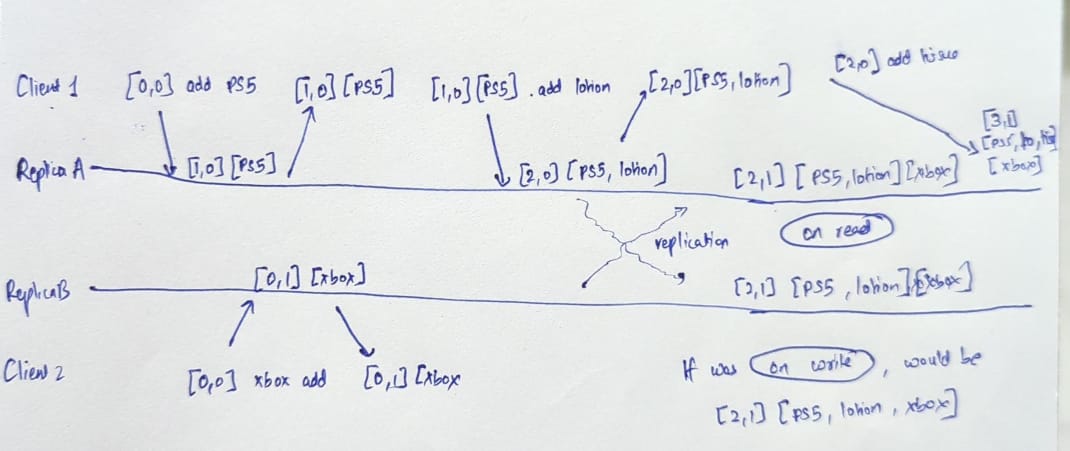 [2,0] add hisue
Client 1 [0,0] add PS5 [1,0] [PS5] [1,0] [PS5] . add lotion [2,0] [PS5, lotion]
[3,1]
[PS5, lo, hi]
[xbox]
Replica A [1,0] [PS5] [2,0] [PS5, lotion] [2,1] [PS5, lotion] [xbox]
on read
replication
Replica B [0,1] [xbox] [2,1] [PS5, lotion] [xbox]
Client 2 [0,0] xbox add [0,1] [xbox
If was on write, would be
[2,1] [PS5, lotion, xbox]